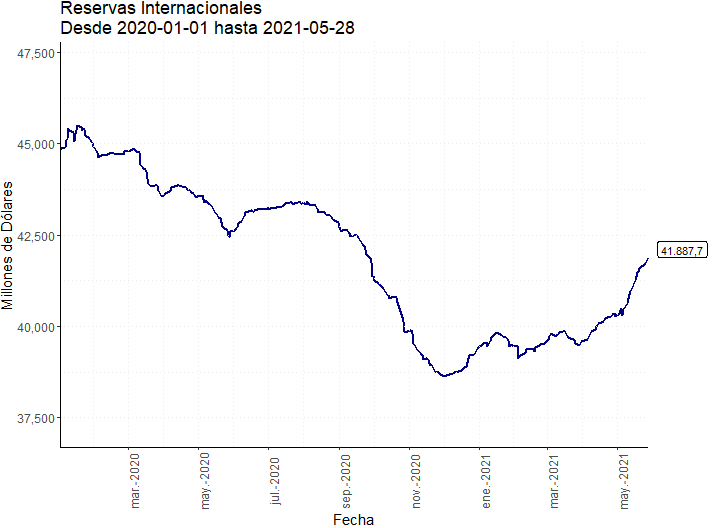 Reservas Internacionales
Desde 2020-01-01 hasta 2021-05-28
47,500
45,000
42,500
40,000
37,500
Millones de Dólares
41.887,7
mar.-2020
may.-2020
jul.-2020
sep.-2020
nov.-2020
ene.-2021
mar.-2021
may.-2021
Fecha